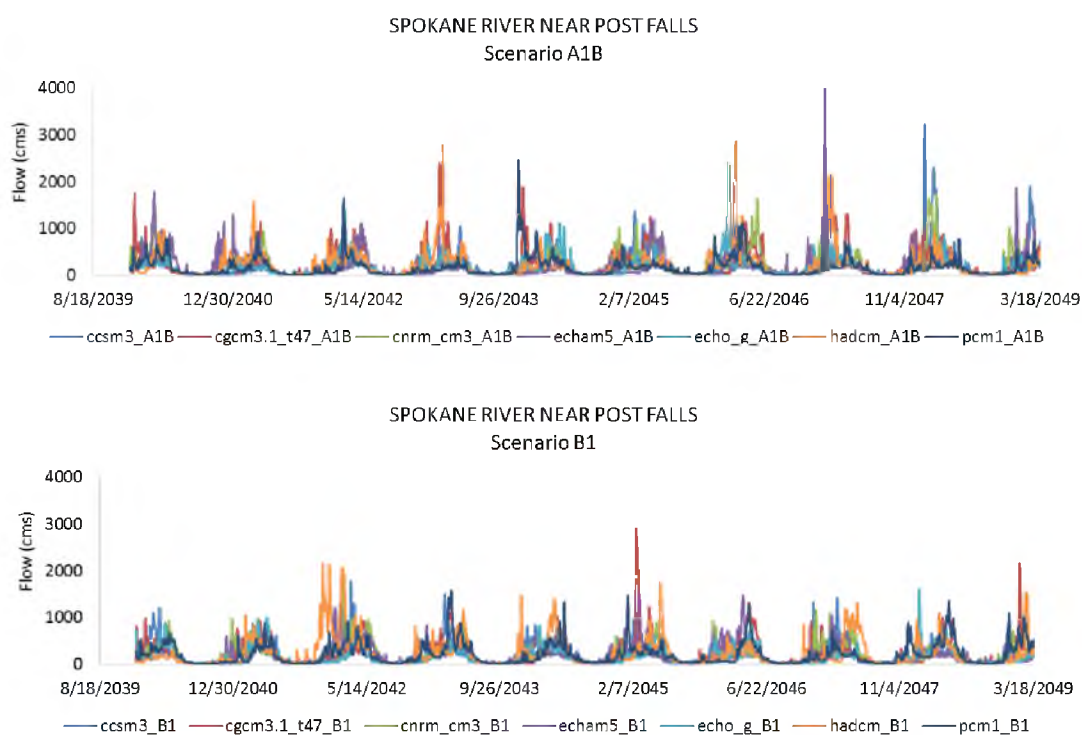 SPOKANE RIVER NEAR POST FALLS
Scenario A1B
4000
3000
2000
1000
0
Flow (cms)
8/18/2039 12/30/2040 5/14/2042 9/26/2043 2/7/2045 6/22/2046 11/4/2047 3/18/2049
ccsm3_A1B cgcm3.1_t47_A1B cnrm_cm3_A1B echam5_A1B echo_g_A1B hadcm_A1B pcm1_A1B
SPOKANE RIVER NEAR POST FALLS
Scenario B1
4000
3000
2000
1000
0
Flow (cms)
8/18/2039 12/30/2040 5/14/2042 9/26/2043 2/7/2045 6/22/2046 11/4/2047 3/18/2049
ccsm3_B1 cgcm3.1_t47_B1 cnrm_cm3_B1 echam5_B1 echo_g_B1 hadcm_B1 pcm1_B1